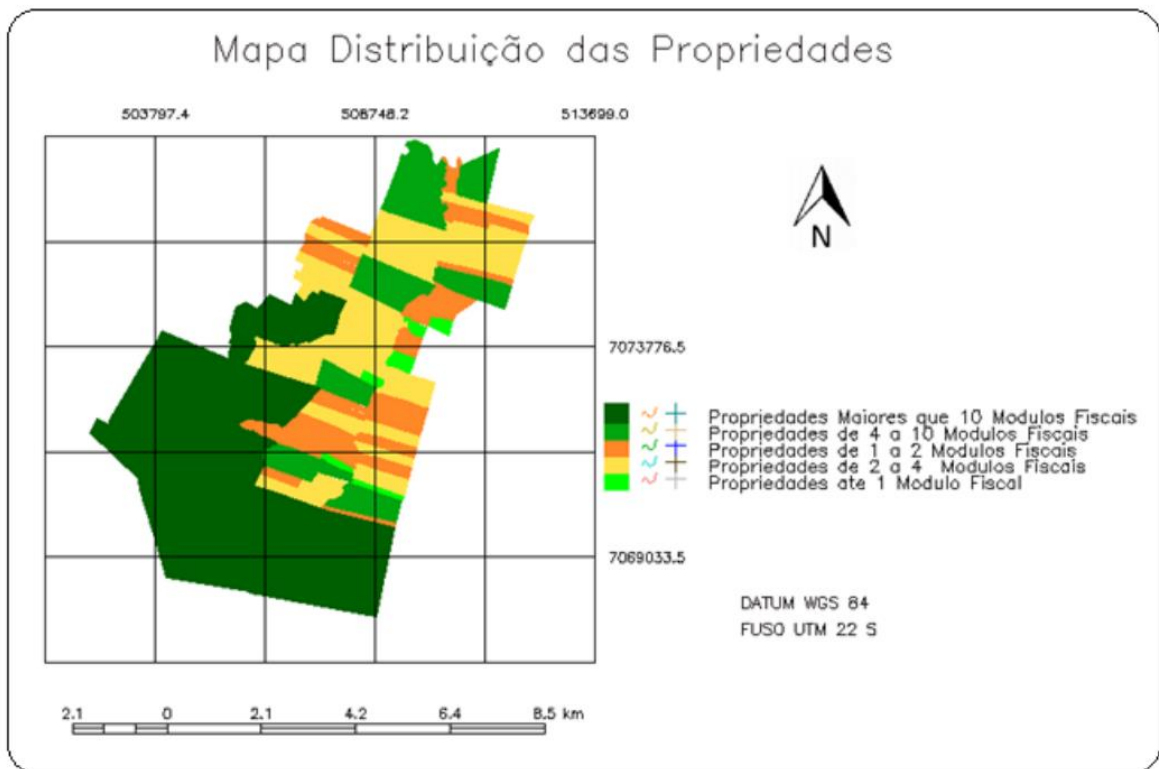 Mapa Distribuição das Propriedades
503797.4 508748.2 513699.0
N
7073776.5
Propriedades Maiores que 10 Modulos Fiscais
Propriedades de 4 a 10 Modulos Fiscais
Propriedades de 1 a 2 Modulos Fiscais
Propriedades de 2 a 4 Modulos Fiscais
Propriedades ate 1 Modulo Fiscal
7069033.5
DATUM WGS 84
FUSO UTM 22 S
2.1 0 2.1 4.2 6.4 8.5 km